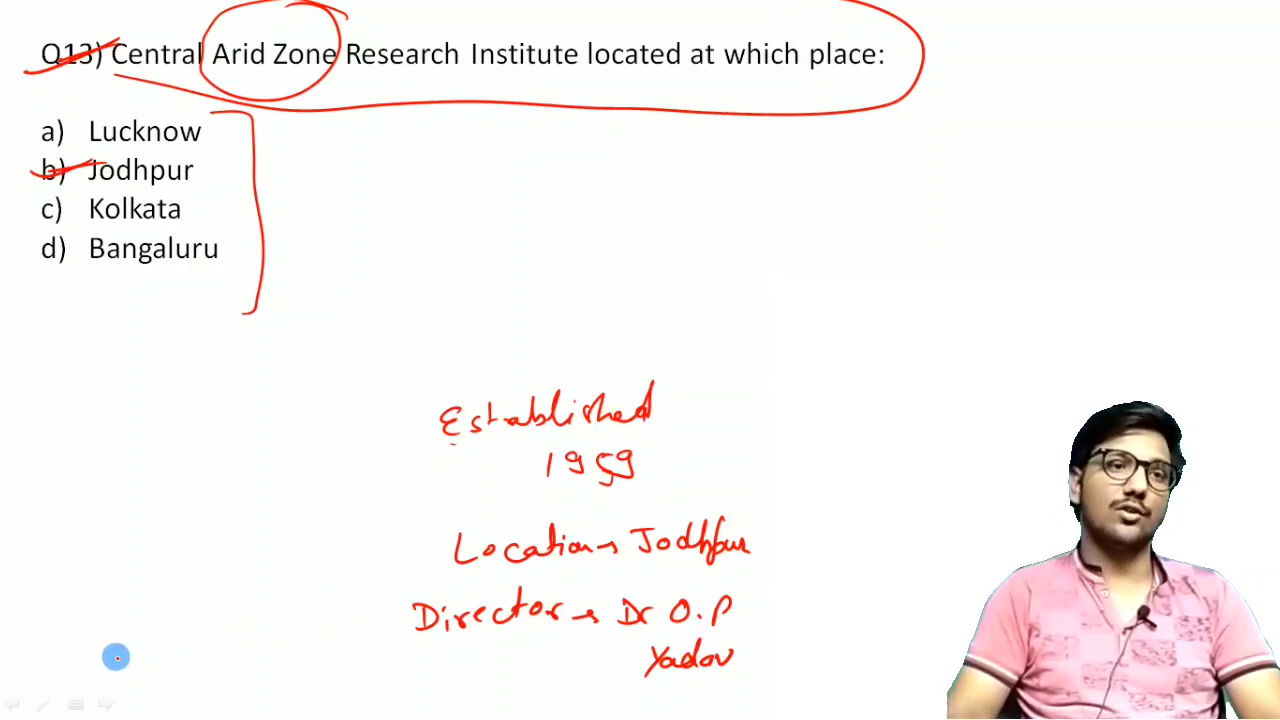 Q13) Central Arid Zone Research Institute located at which place:
a) Lucknow
b) Jodhpur
c) Kolkata
d) Bangaluru
Established
1959
Location → Jodhpur
Director → Dr O.P
Yadav